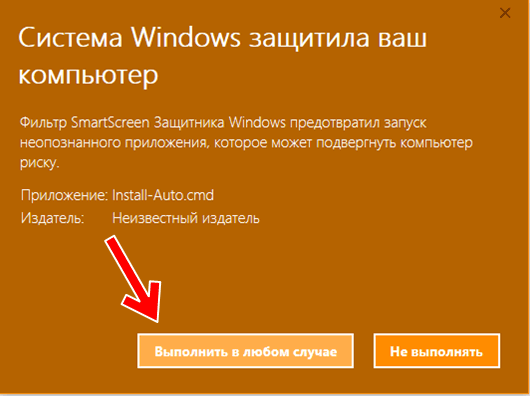 Система Windows защитила ваш
компьютер
Фильтр SmartScreen Защитника Windows предотвратил запуск
неопознанного приложения, которое может подвергнуть компьютер
риску.
Приложение: Install-Auto.cmd
Издатель: Неизвестный издатель
Выполнить в любом случае Не выполнять